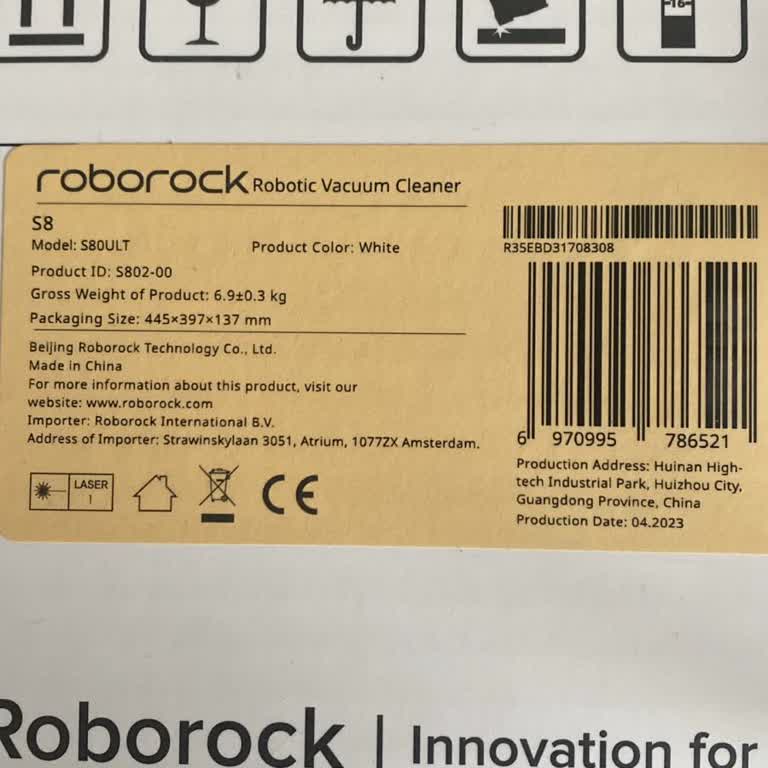 16
roborock Robotic Vacuum Cleaner
S8
Model: S80ULT Product Color: White
Product ID: S802-00
Gross Weight of Product: 6.9±0.3 kg
Packaging Size: 445×397×137 mm
Beijing Roborock Technology Co., Ltd.
Made in China
For more information about this product, visit our
website: www.roborock.com
Importer: Roborock International B.V.
Address of Importer: Strawinskylaan 3051, Atrium, 1077ZX Amsterdam.
LASER
1
CE
R35EBD31708308
6 970995 786521
Production Address: Huinan High-
tech Industrial Park, Huizhou City,
Guangdong Province, China
Production Date: 04.2023
Roborock | Innovation for